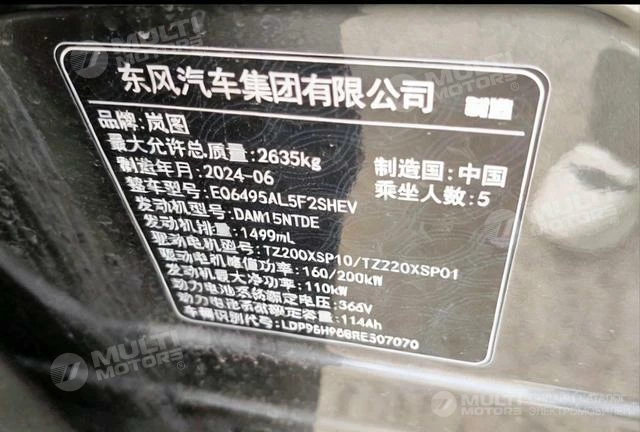 东风汽车集团有限公司 制造
品牌:岚图
最大允许总质量:2635kg
制造年月:2024-06
制造国:中国
乘坐人数:5
整车型号:
发动机型号:DAM15NTDE
发动机排量:1499mL
驱动电机型号:TZ200XSP10/TZ220XSP01
驱动电机峰值功率:160/200kW
发动机最大净功率:110kW
动力电池系统额定电压:
动力电池系统额定容量:114Ah
车辆识别代号:
MULTI MOTORS
MULTI MOTORS
MULTI MOTORS
MULTI MOTORS